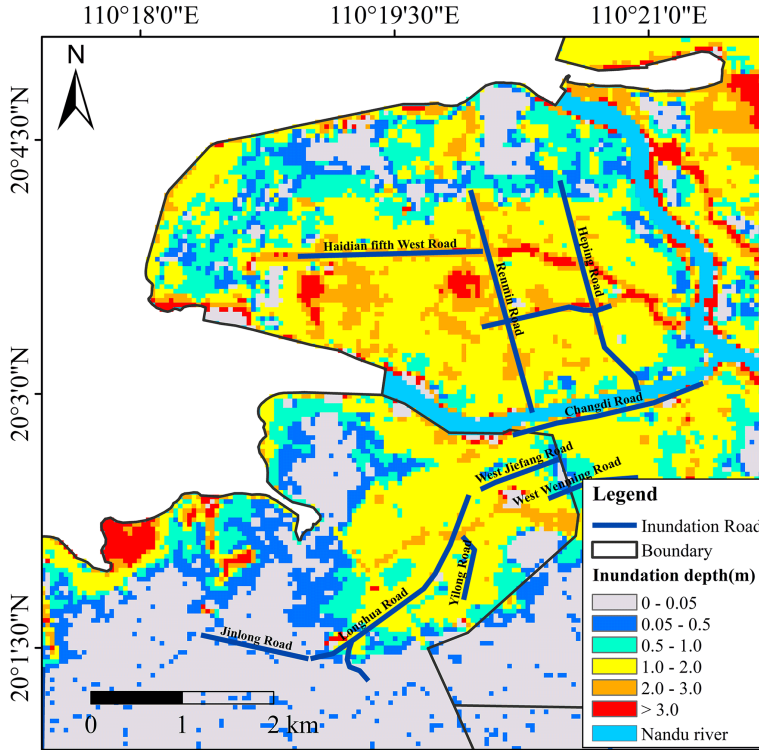 110°18'0"E
110°19'30"E
110°21'0"E
N
20°4'30"N
20°3'0"N
20°1'30"N
Haidian fifth West Road
Renmin Road
Heping Road
Changdi Road
West Jiefang Road
West Wenming Road
Yilong Road
Longhua Road
Jinlong Road
0
1
2 km
Legend
Inundation Road
Boundary
Inundation depth(m)
0 - 0.05
0.05 - 0.5
0.5 - 1.0
1.0 - 2.0
2.0 - 3.0
> 3.0
Nandu river